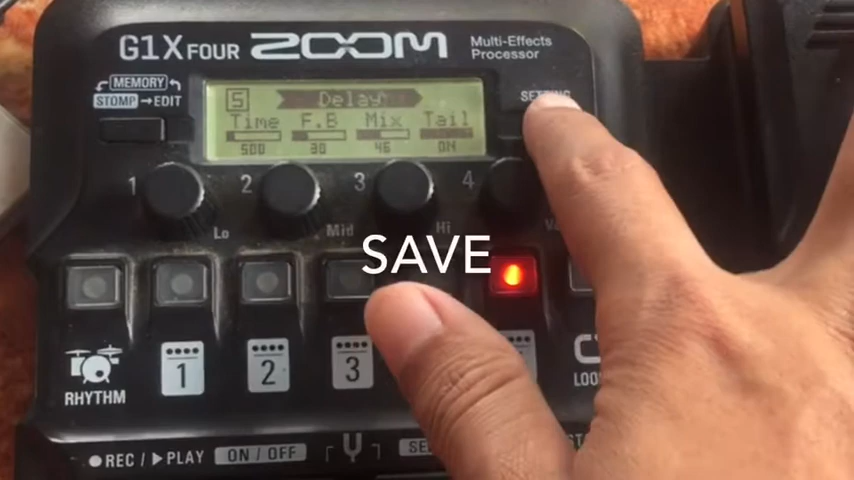 G1X FOUR ZOOM Multi-Effects
Processor
MEMORY
STOMP → EDIT
SETTING
5 Delay
Time F.B Mix Tail
500 30 46 ON
1 2 3 4
Lo Mid Hi
SAVE
RHYTHM 1 2 3
● REC / ▶ PLAY ON / OFF